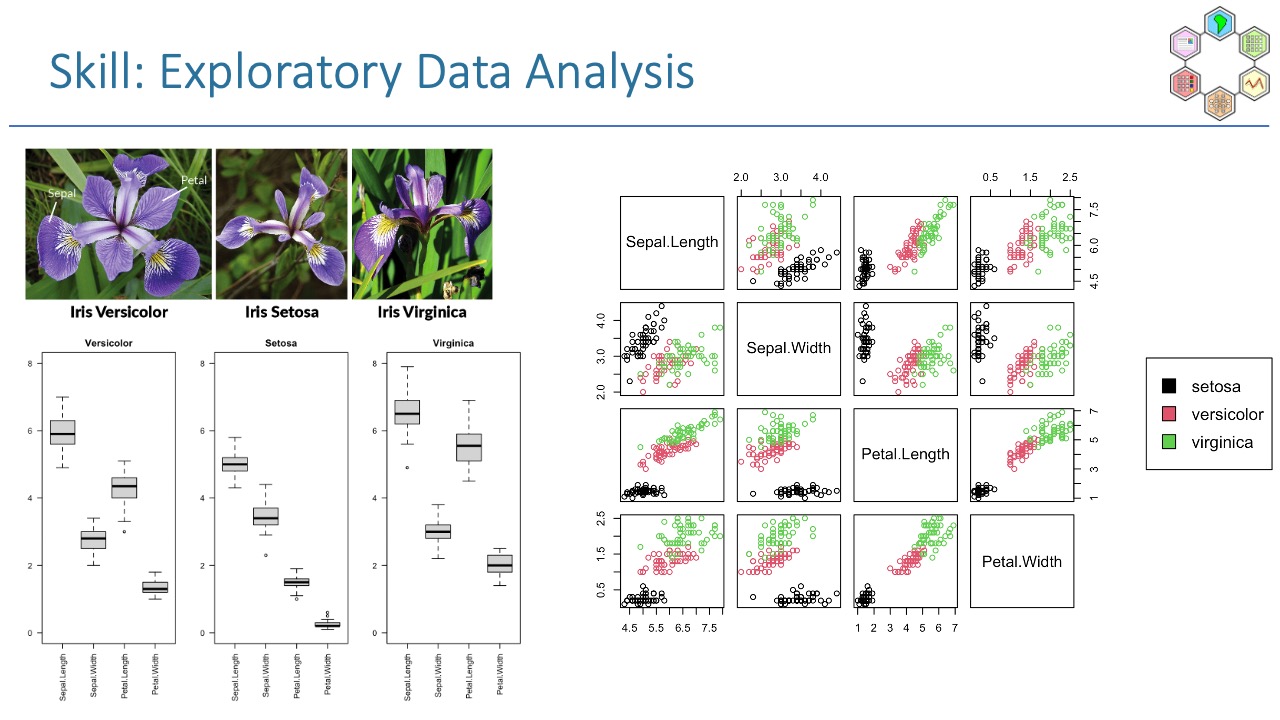 Skill: Exploratory Data Analysis
Sepal
Petal
Iris Versicolor
Iris Setosa
Iris Virginica
Versicolor
8
6
4
2
0
Sepal.Length
Sepal.Width
Petal.Length
Petal.Width
Setosa
8
6
4
2
0
Sepal.Length
Sepal.Width
Petal.Length
Petal.Width
Virginica
8
6
4
2
0
Sepal.Length
Sepal.Width
Petal.Length
Petal.Width
2.0 3.0 4.0
0.5 1.5 2.5
Sepal.Length
7.5
6.0
4.5
4.0
3.0
2.0
Sepal.Width
Petal.Length
7
5
3
1
2.5
1.5
0.5
Petal.Width
4.5 5.5 6.5 7.5
1 2 3 4 5 6 7
setosa
versicolor
virginica